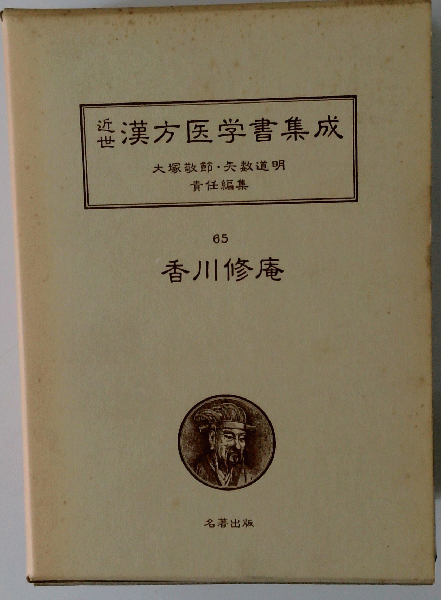 近世漢方医学書集成
大塚敬節・矢数道明
責任編集
65
香川修庵
名著出版